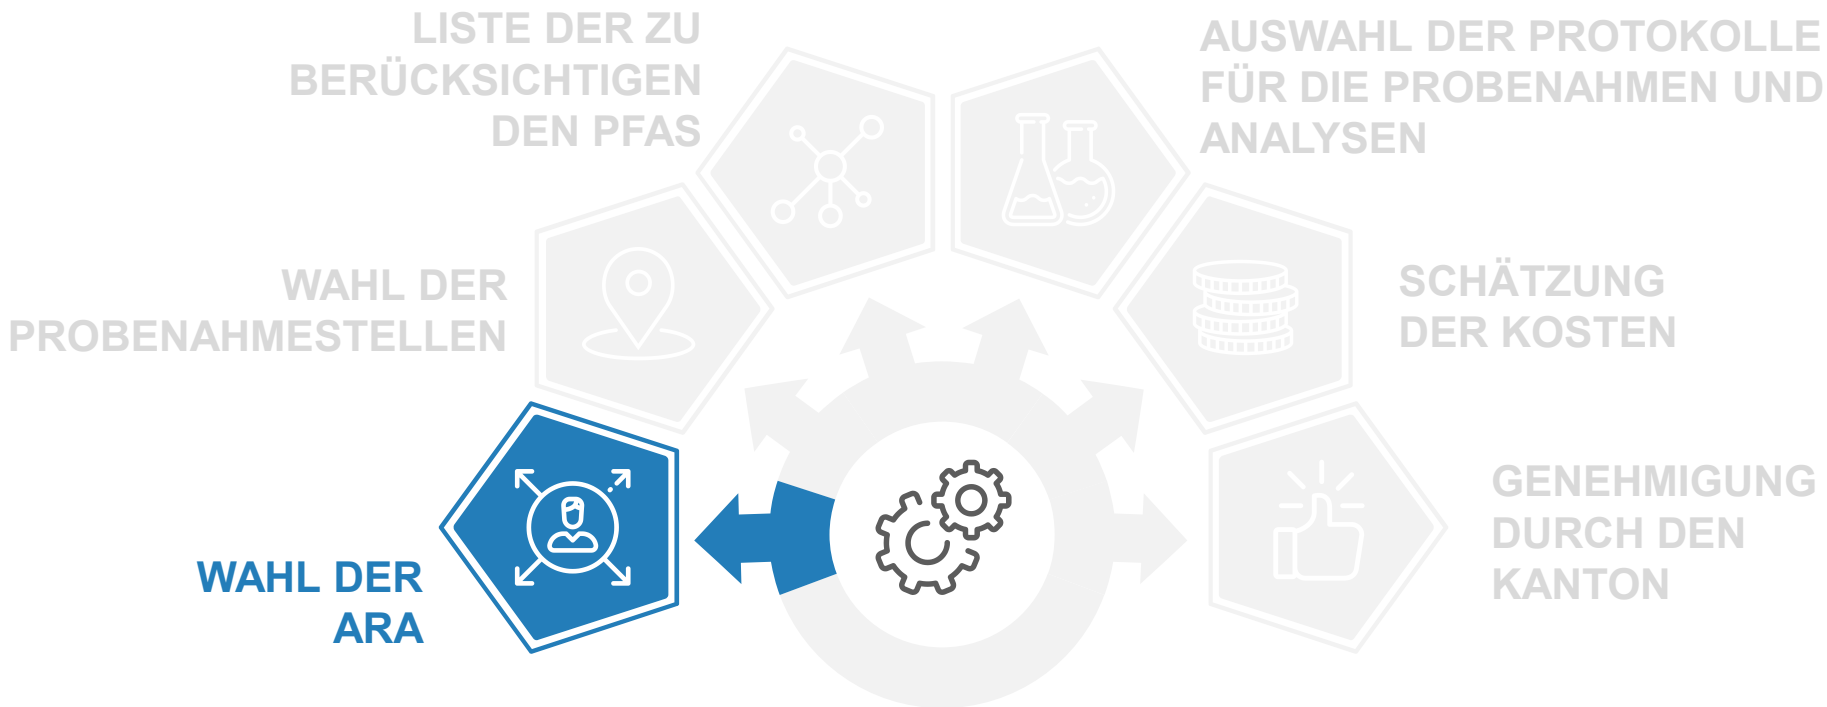 LISTE DER ZU
BERÜCKSICHTIGEN
DEN PFAS
AUSWAHL DER PROTOKOLLE
FÜR DIE PROBENAHMEN UND
ANALYSEN
WAHL DER
PROBENAHMESTELLEN
SCHÄTZUNG
DER KOSTEN
WAHL DER
ARA
GENEHMIGUNG
DURCH DEN
KANTON